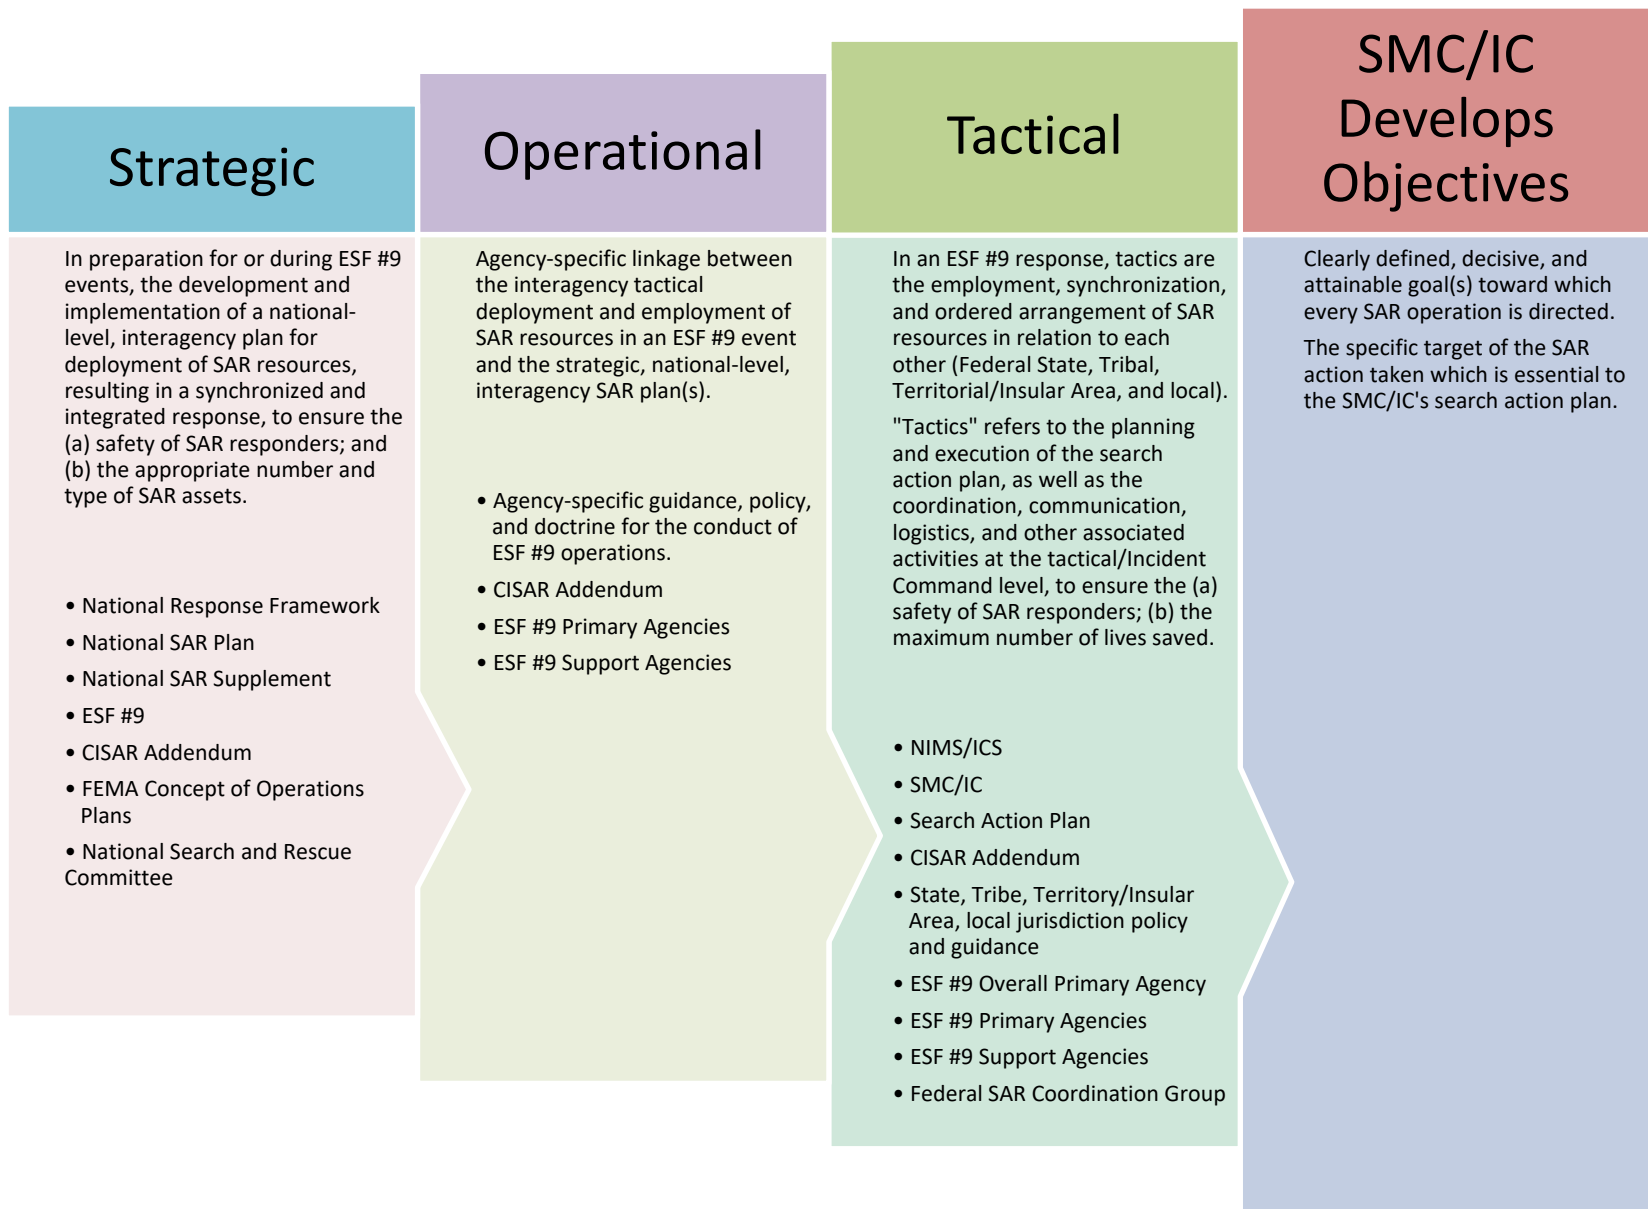 Strategic
In preparation for or during ESF #9
events, the development and
implementation of a national-
level, interagency plan for
deployment of SAR resources,
resulting in a synchronized and
integrated response, to ensure the
(a) safety of SAR responders; and
(b) the appropriate number and
type of SAR assets.
• National Response Framework
• National SAR Plan
• National SAR Supplement
• ESF #9
• CISAR Addendum
• FEMA Concept of Operations
Plans
• National Search and Rescue
Committee
Operational
Agency-specific linkage between
the interagency tactical
deployment and employment of
SAR resources in an ESF #9 event
and the strategic, national-level,
interagency SAR plan(s).
• Agency-specific guidance, policy,
and doctrine for the conduct of
ESF #9 operations.
• CISAR Addendum
• ESF #9 Primary Agencies
• ESF #9 Support Agencies
Tactical
In an ESF #9 response, tactics are
the employment, synchronization,
and ordered arrangement of SAR
resources in relation to each
other (Federal State, Tribal,
Territorial/Insular Area, and local).
"Tactics" refers to the planning
and execution of the search
action plan, as well as the
coordination, communication,
logistics, and other associated
activities at the tactical/Incident
Command level, to ensure the (a)
safety of SAR responders; (b) the
maximum number of lives saved.
• NIMS/ICS
• SMC/IC
• Search Action Plan
• CISAR Addendum
• State, Tribe, Territory/Insular
Area, local jurisdiction policy
and guidance
• ESF #9 Overall Primary Agency
• ESF #9 Primary Agencies
• ESF #9 Support Agencies
• Federal SAR Coordination Group
SMC/IC
Develops
Objectives
Clearly defined, decisive, and
attainable goal(s) toward which
every SAR operation is directed.
The specific target of the SAR
action taken which is essential to
the SMC/IC's search action plan.